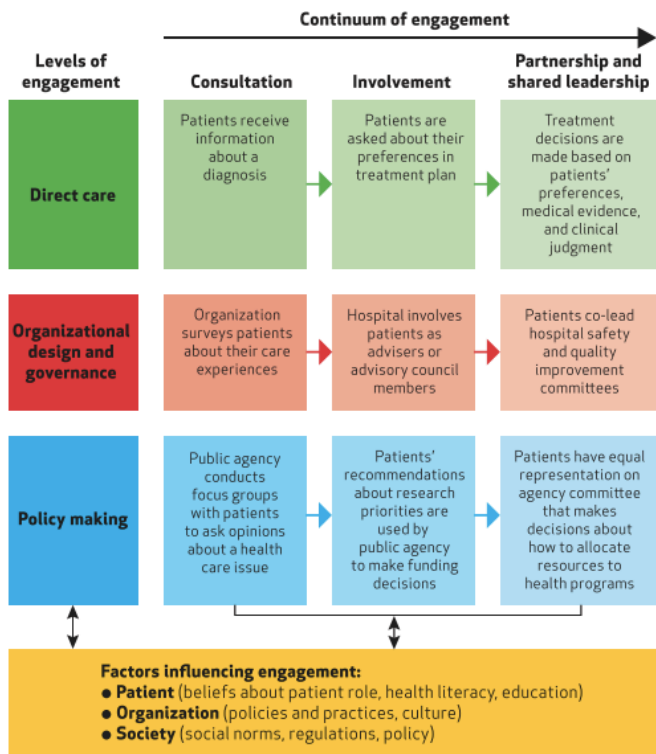 Continuum of engagement
Levels of
engagement
Consultation
Involvement
Partnership and
shared leadership
Direct care
Patients receive
information
about a
diagnosis
Patients are
asked about their
preferences in
treatment plan
Treatment
decisions are
made based on
patients’
preferences,
medical evidence,
and clinical
judgment
Organizational
design and
governance
Organization
surveys patients
about their care
experiences
Hospital involves
patients as
advisers or
advisory council
members
Patients co-lead
hospital safety
and quality
improvement
committees
Policy making
Public agency
conducts
focus groups
with patients
to ask opinions
about a health
care issue
Patients’
recommendations
about research
priorities are
used by
public agency
to make funding
decisions
Patients have equal
representation on
agency committee
that makes
decisions about
how to allocate
resources to
health programs
Factors influencing engagement:
● Patient (beliefs about patient role, health literacy, education)
● Organization (policies and practices, culture)
● Society (social norms, regulations, policy)